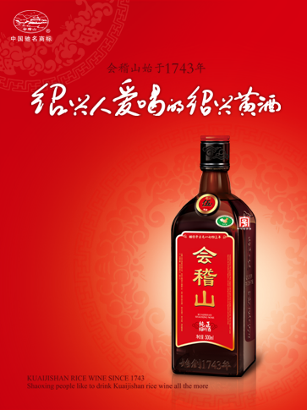 中国驰名商标
会稽山始于1743年
绍兴人爱喝的绍兴黄酒
会稽山
500ml
KUAIJISHAN RICE WINE SINCE 1743
Shaoxing people like to drink Kuaijishan rice wine all the more